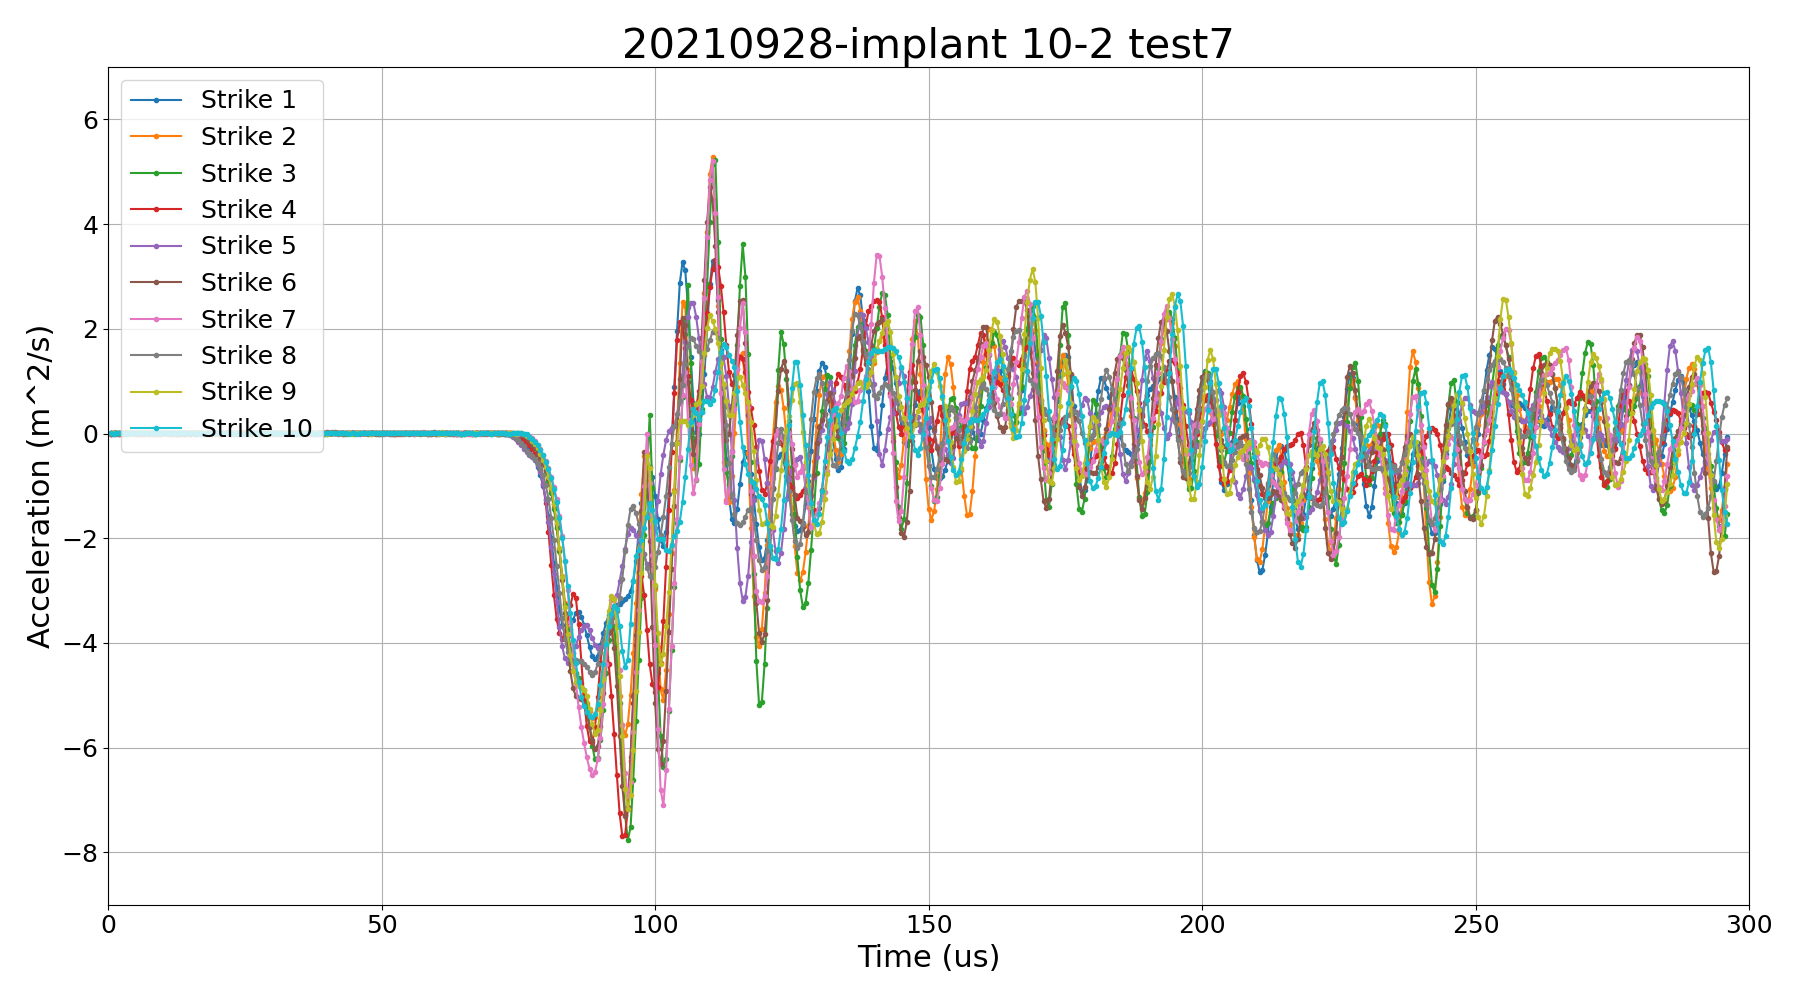 20210928-implant 10-2 test7
Strike 1
Strike 2
Strike 3
Strike 4
Strike 5
Strike 6
Strike 7
Strike 8
Strike 9
Strike 10
Acceleration (m^2/s)
6
4
2
0
−2
−4
−6
−8
0 50 100 150 200 250 300
Time (us)